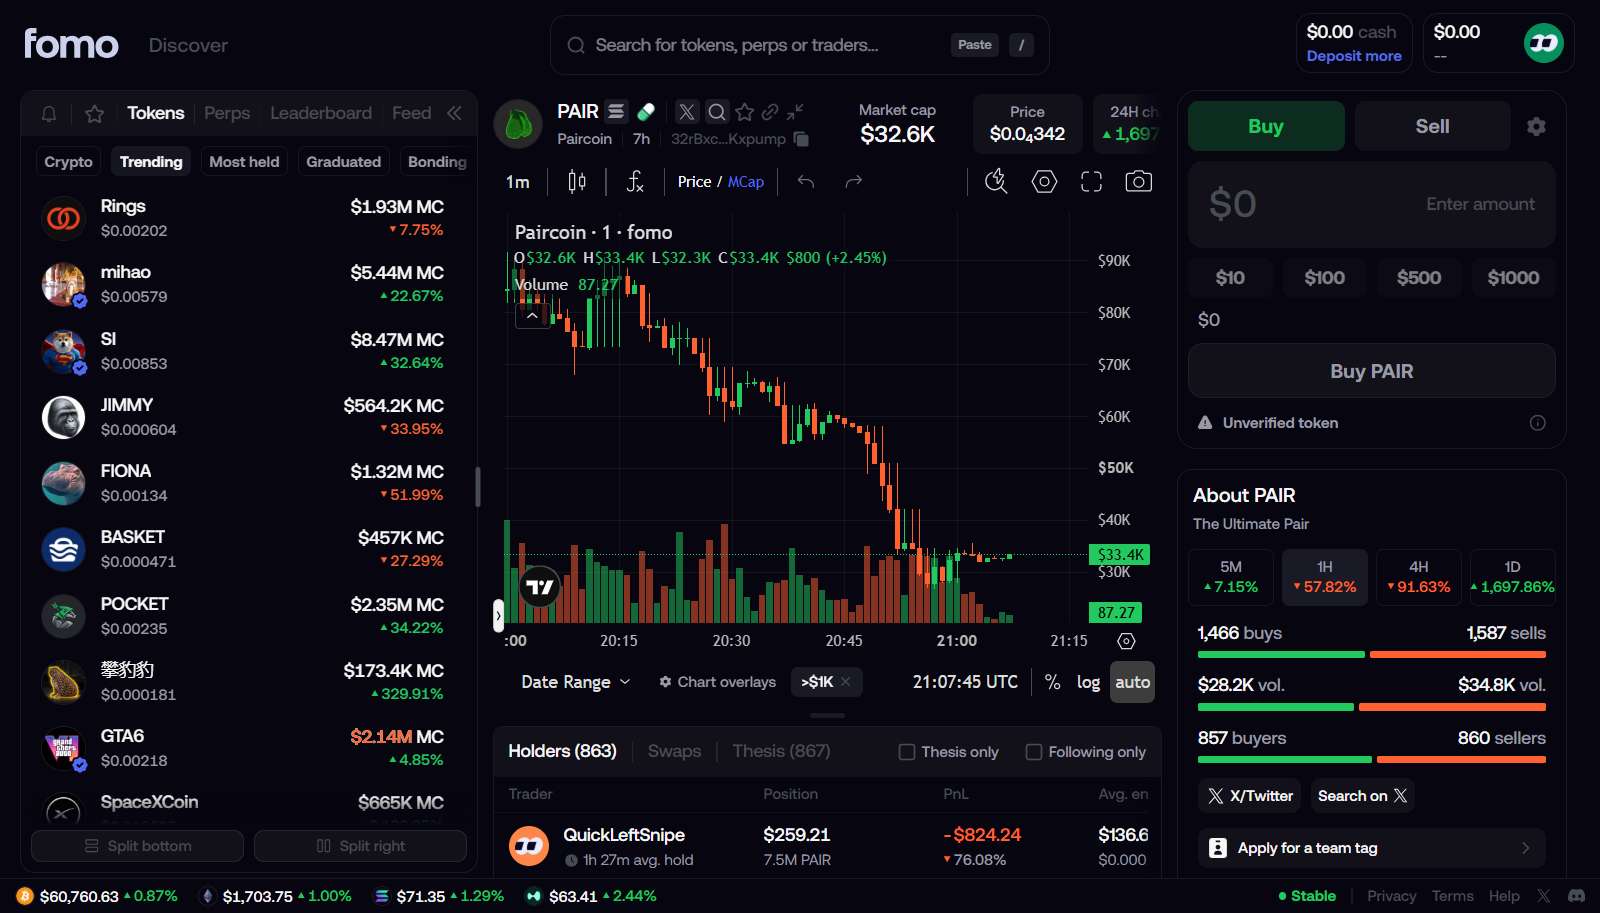 fomo
Discover
Search for tokens, perps or traders...
Paste
/
$0.00 cash
Deposit more
$0.00
--
Tokens
Perps
Leaderboard
Feed
Crypto
Trending
Most held
Graduated
Bonding
Rings
$0.00202
$1.93M MC
7.75%
mihao
$0.00579
$5.44M MC
22.67%
SI
$0.00853
$8.47M MC
32.64%
JIMMY
$0.000604
$564.2K MC
33.95%
FIONA
$0.00134
$1.32M MC
51.99%
BASKET
$0.000471
$457K MC
27.29%
POCKET
$0.00235
$2.35M MC
34.22%
攀豹豹
$0.000181
$173.4K MC
329.91%
GTA6
$0.00218
$2.14M MC
4.85%
SpaceXCoin
$665K MC
Split bottom
Split right
PAIR
Paircoin
7h
32rBxc...Kxpump
Market cap
$32.6K
Price
$0.0₄342
24H ch
1,697
1m
Price / MCap
Paircoin · 1 · fomo
O$32.6K H$33.4K L$32.3K C$33.4K $800 (+2.45%)
Volume 87.27
$90K
$80K
$70K
$60K
$50K
$40K
$33.4K
$30K
87.27
:00
20:15
20:30
20:45
21:00
21:15
Date Range
Chart overlays
>$1K
21:07:45 UTC
%
log
auto
Holders (863)
Swaps
Thesis (867)
Thesis only
Following only
Trader
Position
PnL
Avg. en
QuickLeftSnipe
1h 27m avg. hold
$259.21
7.5M PAIR
-$824.24
76.08%
$136.6
$0.000
Buy
Sell
$0
Enter amount
$10
$100
$500
$1000
$0
Buy PAIR
Unverified token
About PAIR
The Ultimate Pair
5M
7.15%
1H
57.82%
4H
91.63%
1D
1,697.86%
1,466 buys
1,587 sells
$28.2K vol.
$34.8K vol.
857 buyers
860 sellers
X/Twitter
Search on X
Apply for a team tag
$60,760.63 0.87%
$1,703.75 1.00%
$71.35 1.29%
$63.41 2.44%
Stable
Privacy
Terms
Help